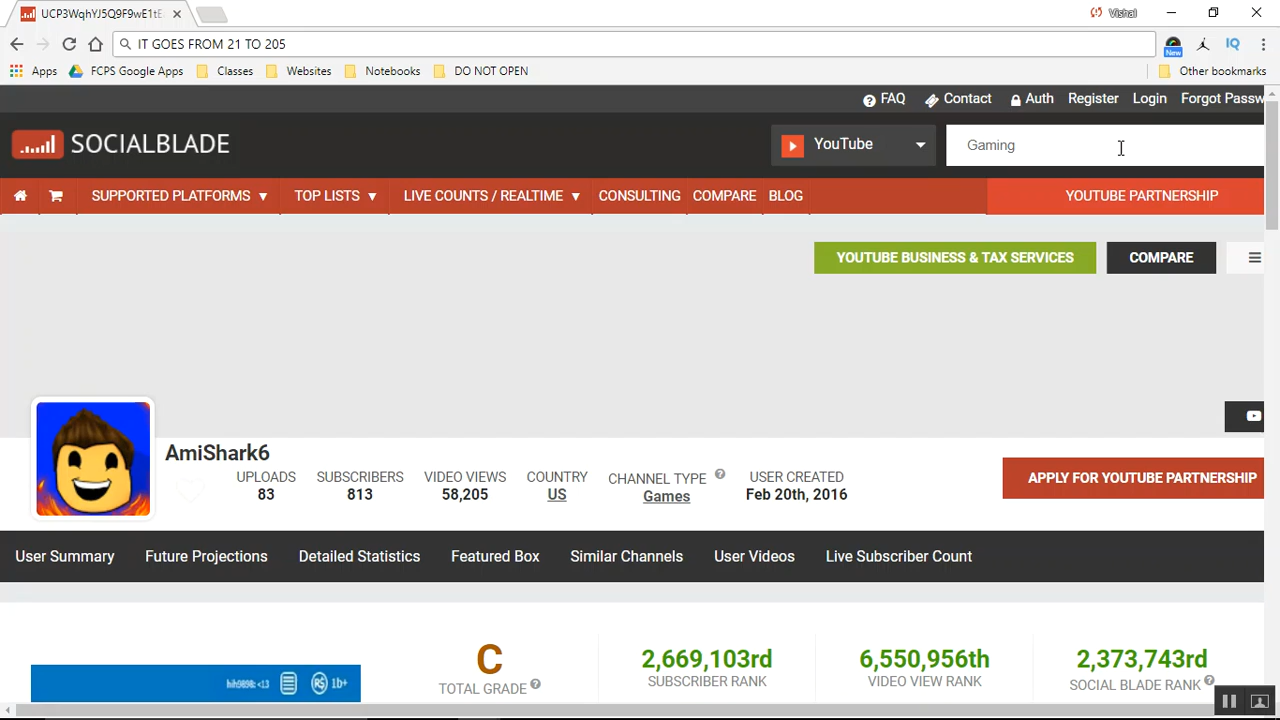 UCP3WqhYJ5Q9F9wE1tE
Vishal
IT GOES FROM 21 TO 205
New
IQ
Apps FCPS Google Apps Classes Websites Notebooks DO NOT OPEN Other bookmarks
FAQ Contact Auth Register Login Forgot Passw
SOCIALBLADE YouTube Gaming
SUPPORTED PLATFORMS TOP LISTS LIVE COUNTS / REALTIME CONSULTING COMPARE BLOG YOUTUBE PARTNERSHIP
YOUTUBE BUSINESS & TAX SERVICES COMPARE
AmiShark6
UPLOADS SUBSCRIBERS VIDEO VIEWS COUNTRY CHANNEL TYPE USER CREATED
83 813 58,205 US Games Feb 20th, 2016
APPLY FOR YOUTUBE PARTNERSHIP
User Summary Future Projections Detailed Statistics Featured Box Similar Channels User Videos Live Subscriber Count
C 2,669,103rd 6,550,956th 2,373,743rd
TOTAL GRADE SUBSCRIBER RANK VIDEO VIEW RANK SOCIAL BLADE RANK
1b+